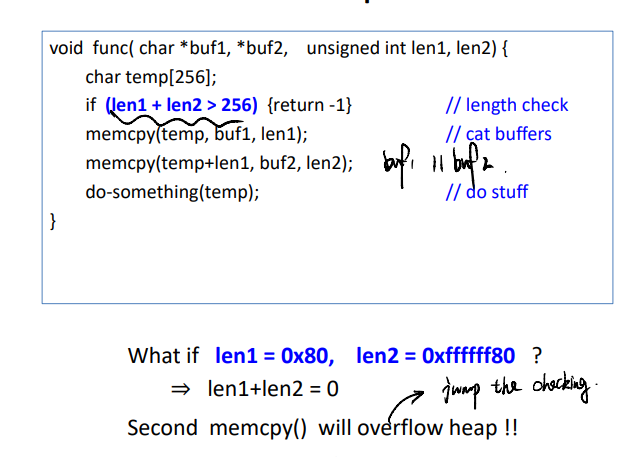 void func( char *buf1, *buf2, unsigned int len1, len2) {
char temp[256];
if (len1 + len2 > 256) {return -1} // length check
memcpy(temp, buf1, len1); // cat buffers
memcpy(temp+len1, buf2, len2); buf1 || buf2.
do-something(temp); // do stuff
}
What if len1 = 0x80, len2 = 0xffffff80 ?
⇒ len1+len2 = 0 jump the checking.
Second memcpy() will overflow heap !!